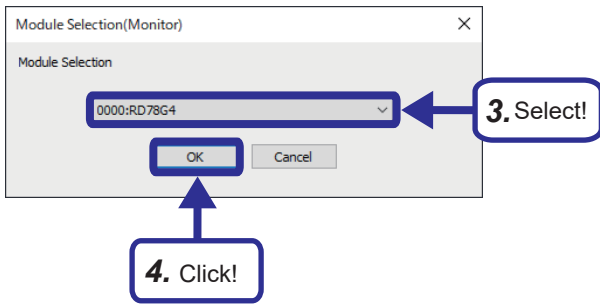 Module Selection(Monitor)
Module Selection
0000:RD78G4
3. Select!
OK Cancel
4. Click!